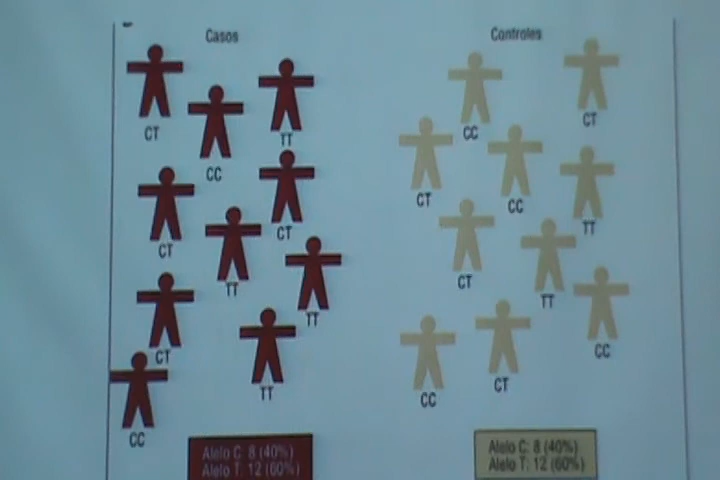 Casos
Controles
CT
CC
TT
CT
CT
TT
TT
CT
TT
CC
CC
CT
CT
CC
TT
CT
TT
CC
CC
CT
Alelo C: 8 (40%)
Alelo T: 12 (60%)
Alelo C: 8 (40%)
Alelo T: 12 (60%)